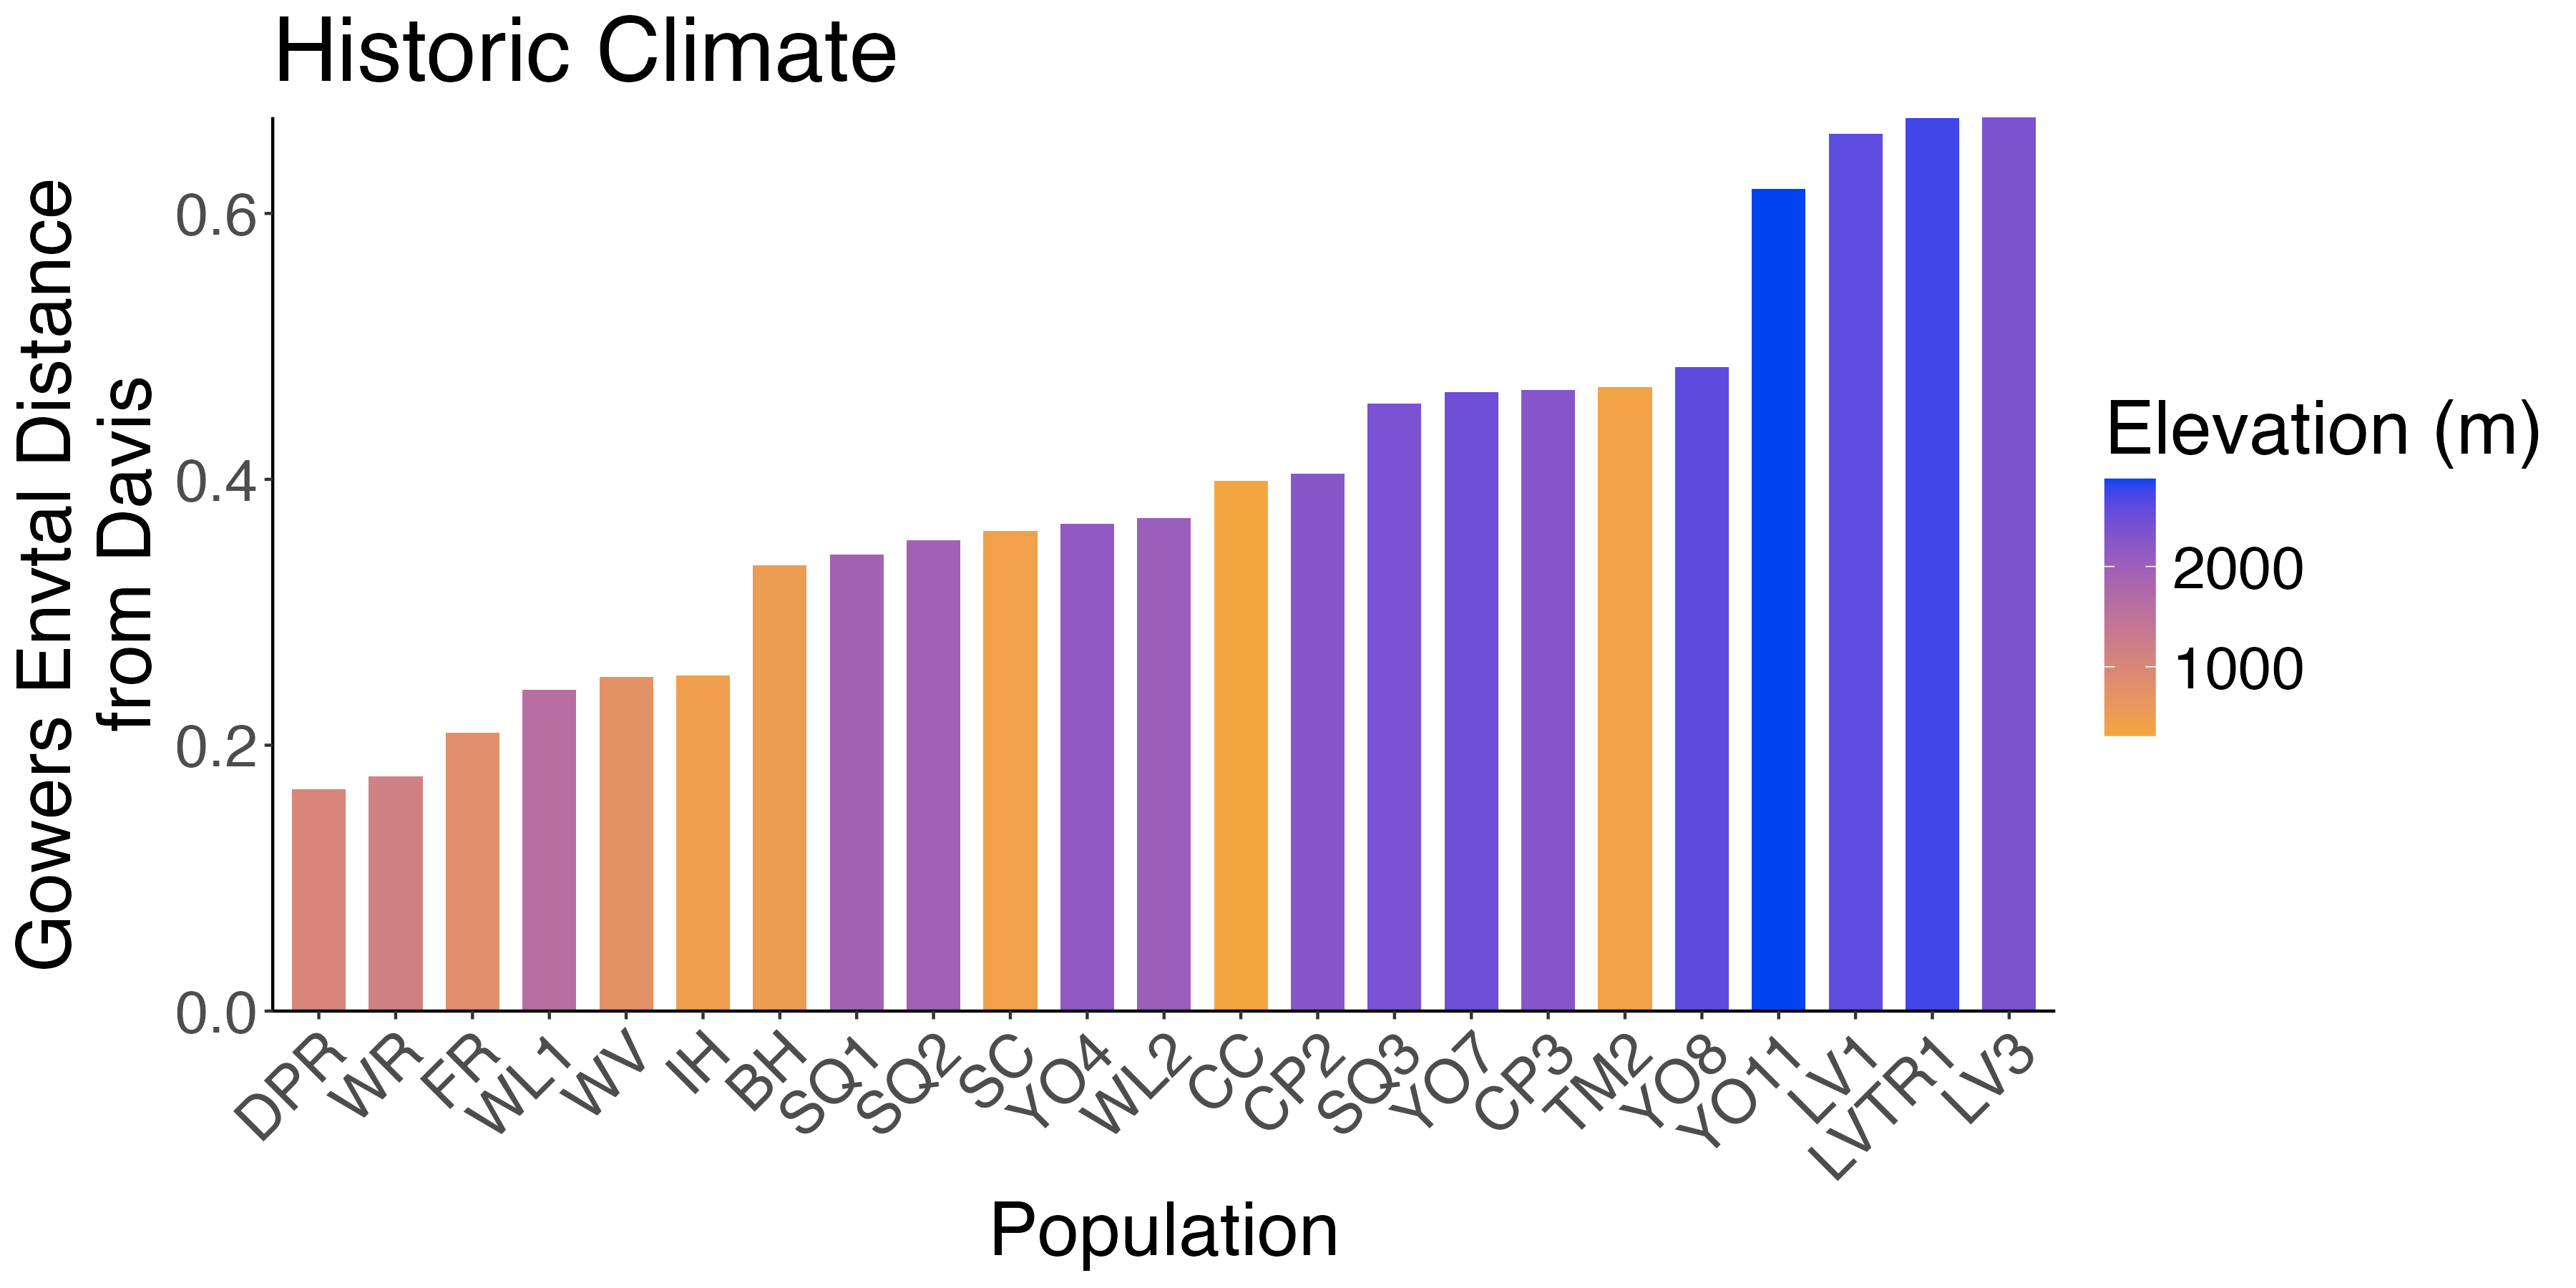 Historic Climate
Gowers Envtal Distance
from Davis
0.6
0.4
0.2
0.0
DPR
WR
FR
WL1
WV
IH
BH
SQ1
SQ2
SC
YO4
WL2
CC
CP2
SQ3
YO7
CP3
TM2
YO8
YO11
LV1
LVTR1
LV3
Population
Elevation (m)
2000
1000